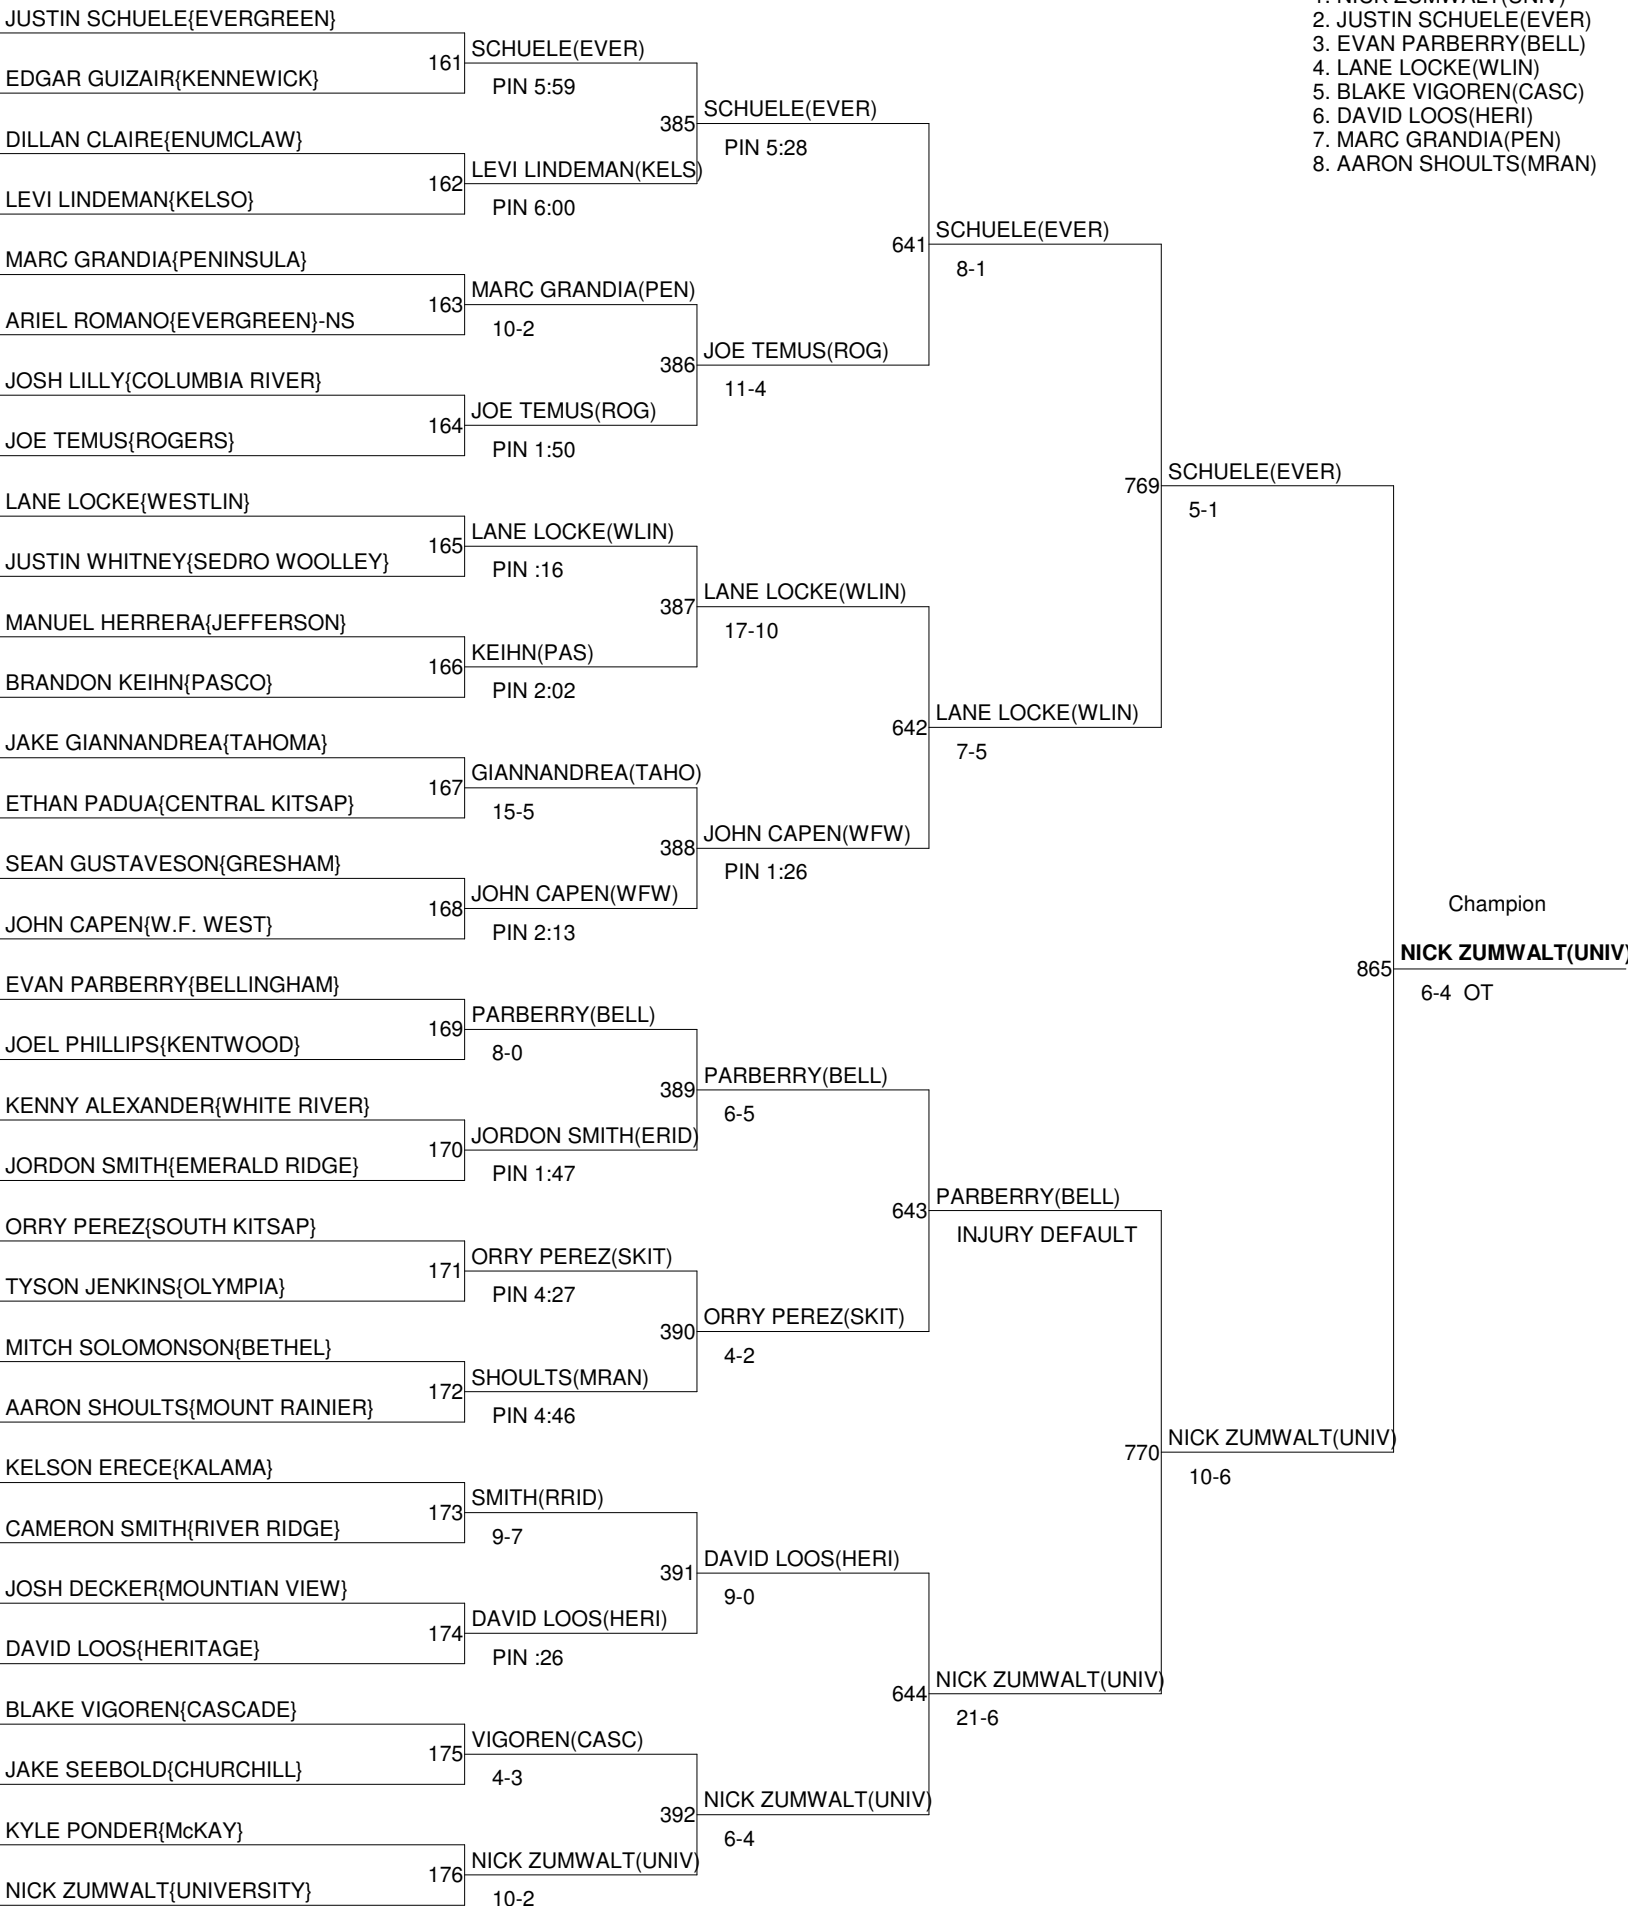 1. NICK ZUMWALT(UNIV)
2. JUSTIN SCHUELE(EVER)
3. EVAN PARBERRY(BELL)
4. LANE LOCKE(WLIN)
5. BLAKE VIGOREN(CASC)
6. DAVID LOOS(HERI)
7. MARC GRANDIA(PEN)
8. AARON SHOULTS(MRAN)
JUSTIN SCHUELE{EVERGREEN}
161 SCHUELE(EVER)
EDGAR GUIZAIR{KENNEWICK}
PIN 5:59
385 SCHUELE(EVER)
PIN 5:28
DILLAN CLAIRE{ENUMCLAW}
162 LEVI LINDEMAN(KELS)
LEVI LINDEMAN{KELSO}
PIN 6:00
641 SCHUELE(EVER)
8-1
MARC GRANDIA{PENINSULA}
163 MARC GRANDIA(PEN)
ARIEL ROMANO{EVERGREEN}-NS
10-2
386 JOE TEMUS(ROG)
11-4
JOSH LILLY{COLUMBIA RIVER}
164 JOE TEMUS(ROG)
JOE TEMUS{ROGERS}
PIN 1:50
769 SCHUELE(EVER)
5-1
LANE LOCKE{WESTLIN}
165 LANE LOCKE(WLIN)
JUSTIN WHITNEY{SEDRO WOOLLEY}
PIN :16
387 LANE LOCKE(WLIN)
17-10
MANUEL HERRERA{JEFFERSON}
166 KEIHN(PAS)
BRANDON KEIHN{PASCO}
PIN 2:02
642 LANE LOCKE(WLIN)
7-5
JAKE GIANNANDREA{TAHOMA}
167 GIANNANDREA(TAHO)
ETHAN PADUA{CENTRAL KITSAP}
15-5
388 JOHN CAPEN(WFW)
PIN 1:26
SEAN GUSTAVESON{GRESHAM}
168 JOHN CAPEN(WFW)
JOHN CAPEN{W.F. WEST}
PIN 2:13
Champion
865 NICK ZUMWALT(UNIV)
6-4 OT
EVAN PARBERRY{BELLINGHAM}
169 PARBERRY(BELL)
JOEL PHILLIPS{KENTWOOD}
8-0
389 PARBERRY(BELL)
6-5
KENNY ALEXANDER{WHITE RIVER}
170 JORDON SMITH(ERID)
JORDON SMITH{EMERALD RIDGE}
PIN 1:47
643 PARBERRY(BELL)
INJURY DEFAULT
ORRY PEREZ{SOUTH KITSAP}
171 ORRY PEREZ(SKIT)
TYSON JENKINS{OLYMPIA}
PIN 4:27
390 ORRY PEREZ(SKIT)
4-2
MITCH SOLOMONSON{BETHEL}
172 SHOULTS(MRAN)
AARON SHOULTS{MOUNT RAINIER}
PIN 4:46
770 NICK ZUMWALT(UNIV)
10-6
KELSON ERECE{KALAMA}
173 SMITH(RRID)
CAMERON SMITH{RIVER RIDGE}
9-7
391 DAVID LOOS(HERI)
9-0
JOSH DECKER{MOUNTIAN VIEW}
174 DAVID LOOS(HERI)
DAVID LOOS{HERITAGE}
PIN :26
644 NICK ZUMWALT(UNIV)
21-6
BLAKE VIGOREN{CASCADE}
175 VIGOREN(CASC)
JAKE SEEBOLD{CHURCHILL}
4-3
392 NICK ZUMWALT(UNIV)
6-4
KYLE PONDER{McKAY}
176 NICK ZUMWALT(UNIV)
NICK ZUMWALT{UNIVERSITY}
10-2